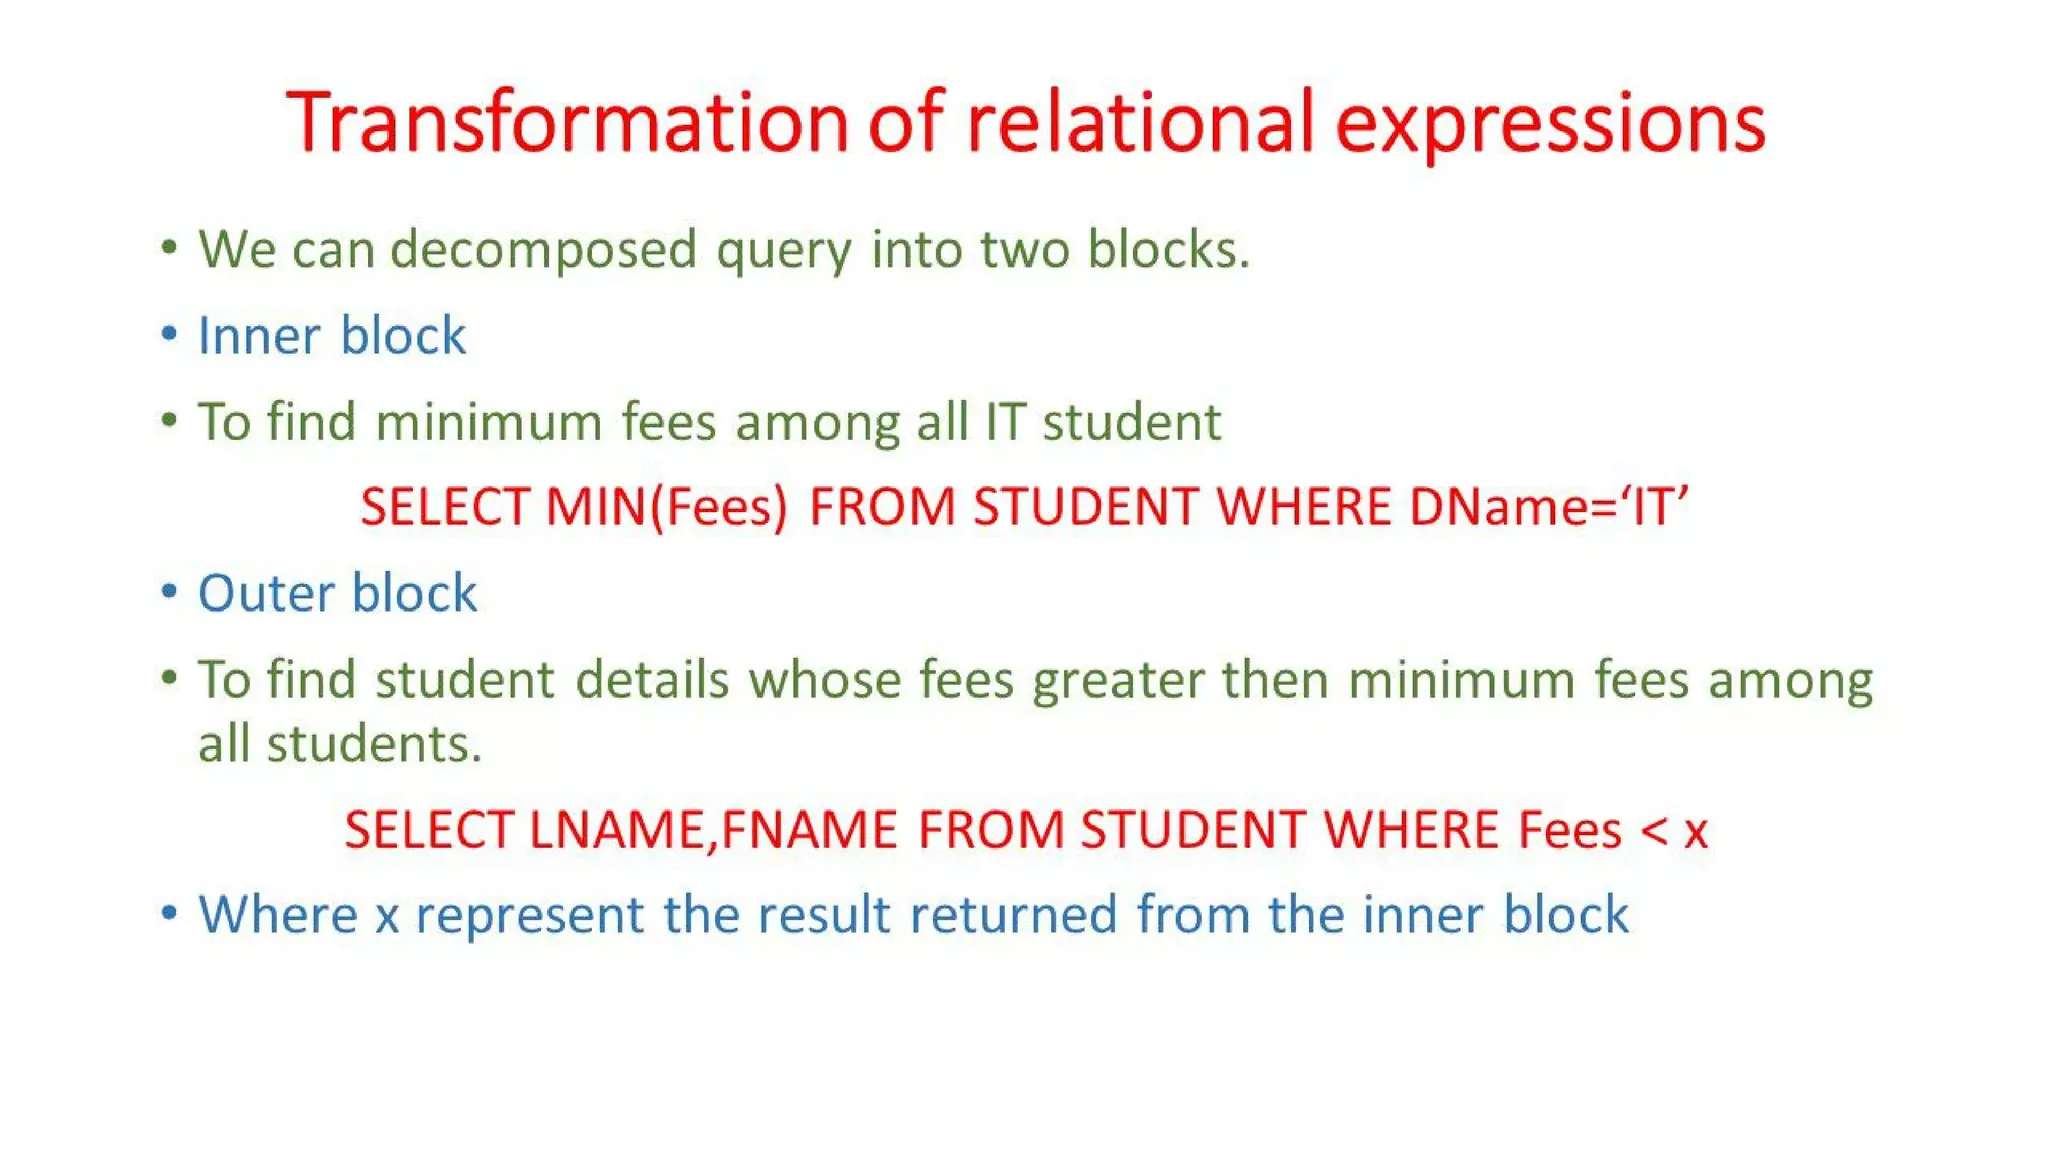 Transformation of relational expressions
• We can decomposed query into two blocks.
• Inner block
• To find minimum fees among all IT student
SELECT MIN(Fees) FROM STUDENT WHERE DName=‘IT’
• Outer block
• To find student details whose fees greater then minimum fees among
all students.
SELECT LNAME,FNAME FROM STUDENT WHERE Fees < x
• Where x represent the result returned from the inner block